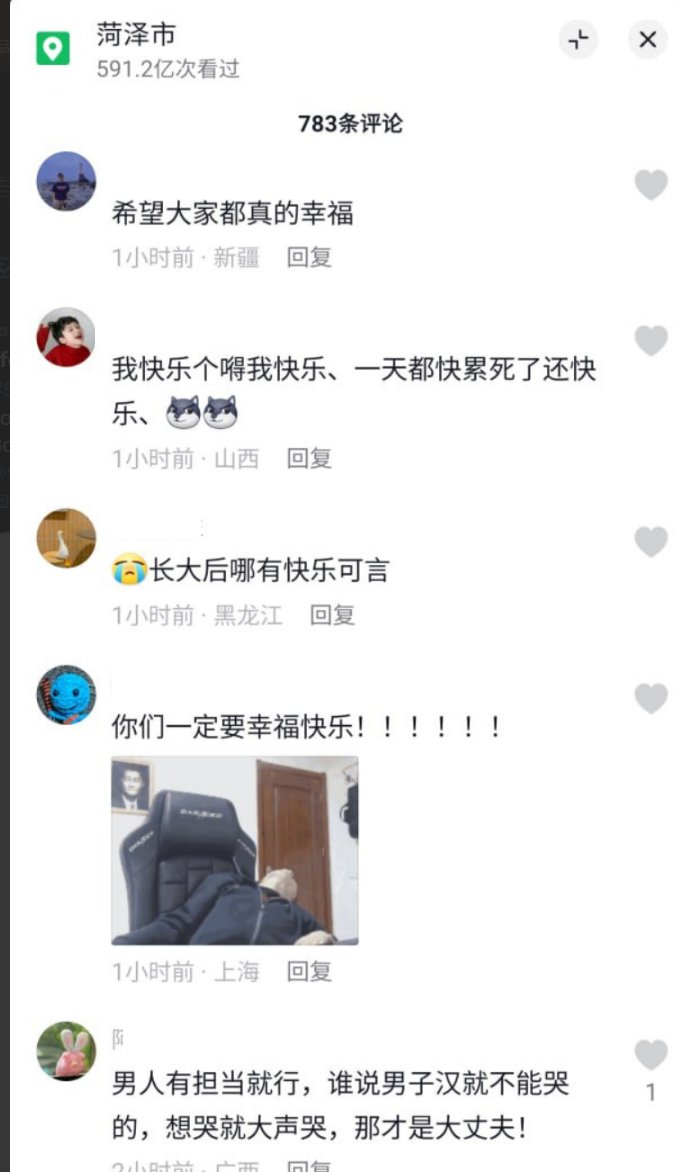 菏泽市
591.2亿次看过
783条评论
希望大家都真的幸福
1小时前 · 新疆 回复
我快乐个嘚我快乐、一天都快累死了还快
乐、
1小时前 · 山西 回复
长大后哪有快乐可言
1小时前 · 黑龙江 回复
你们一定要幸福快乐！！！！！！
1小时前 · 上海 回复
男人有担当就行，谁说男子汉就不能哭
1
的，想哭就大声哭，那才是大丈夫！
2小时前 · 广西 回复